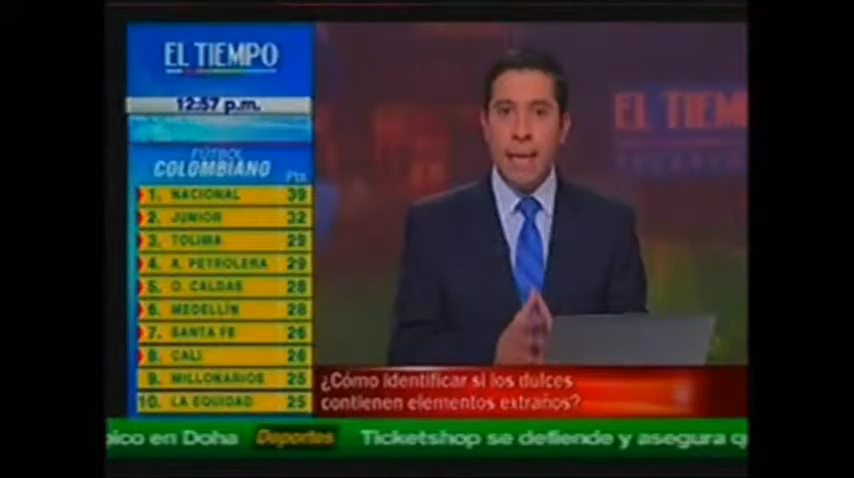 EL TIEMPO
12:57 p.m.
FÚTBOL
COLOMBIANO
Pts
1. NACIONAL 39
2. JUNIOR 32
3. TOLIMA 29
4. A. PETROLERA 29
5. O. CALDAS 28
6. MEDELLÍN 28
7. SANTA FE 26
8. CALI 26
9. MILLONARIOS 25
10. LA EQUIDAD 25
EL TIEM
¿Cómo identificar si los dulces
contienen elementos extraños?
pico en Doha Deportes Ticketshop se defiende y asegura q